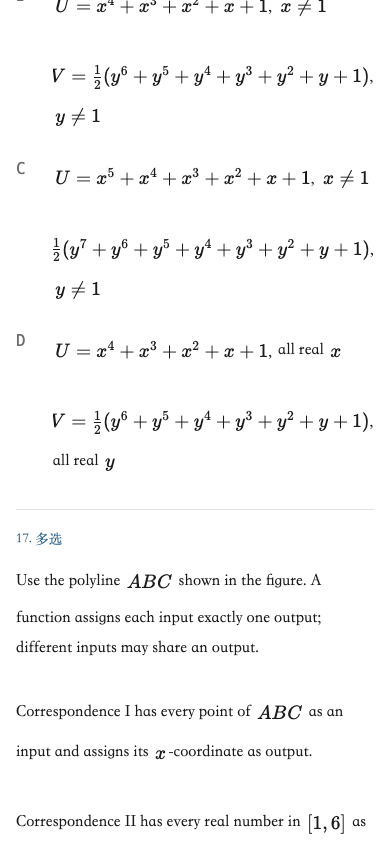 U = x⁴ + x³ + x² + x + 1, x ≠ 1
V = ½(y⁶ + y⁵ + y⁴ + y³ + y² + y + 1),
y ≠ 1
C U = x⁵ + x⁴ + x³ + x² + x + 1, x ≠ 1
½(y⁷ + y⁶ + y⁵ + y⁴ + y³ + y² + y + 1),
y ≠ 1
D U = x⁴ + x³ + x² + x + 1, all real x
V = ½(y⁶ + y⁵ + y⁴ + y³ + y² + y + 1),
all real y
17. 多选
Use the polyline ABC shown in the figure. A
function assigns each input exactly one output;
different inputs may share an output.
Correspondence I has every point of ABC as an
input and assigns its x-coordinate as output.
Correspondence II has every real number in [1, 6] as